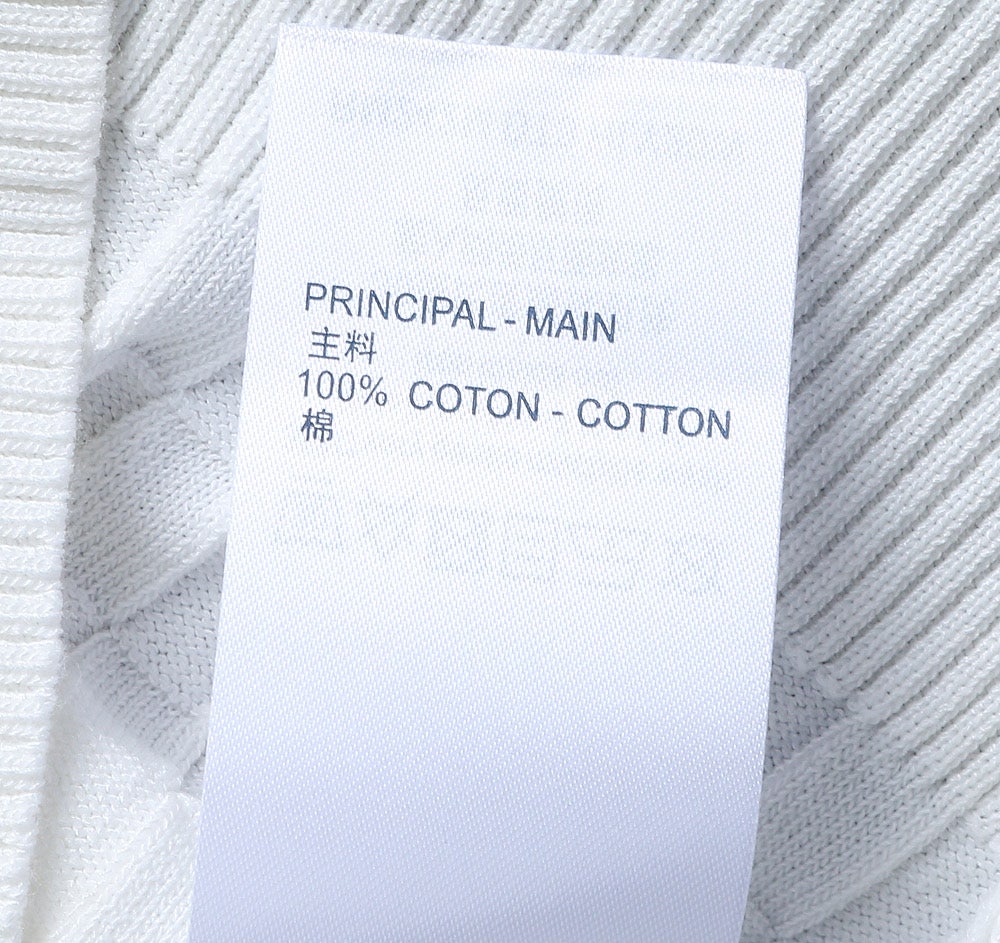 PRINCIPAL - MAIN
主料
100% COTON - COTTON
棉